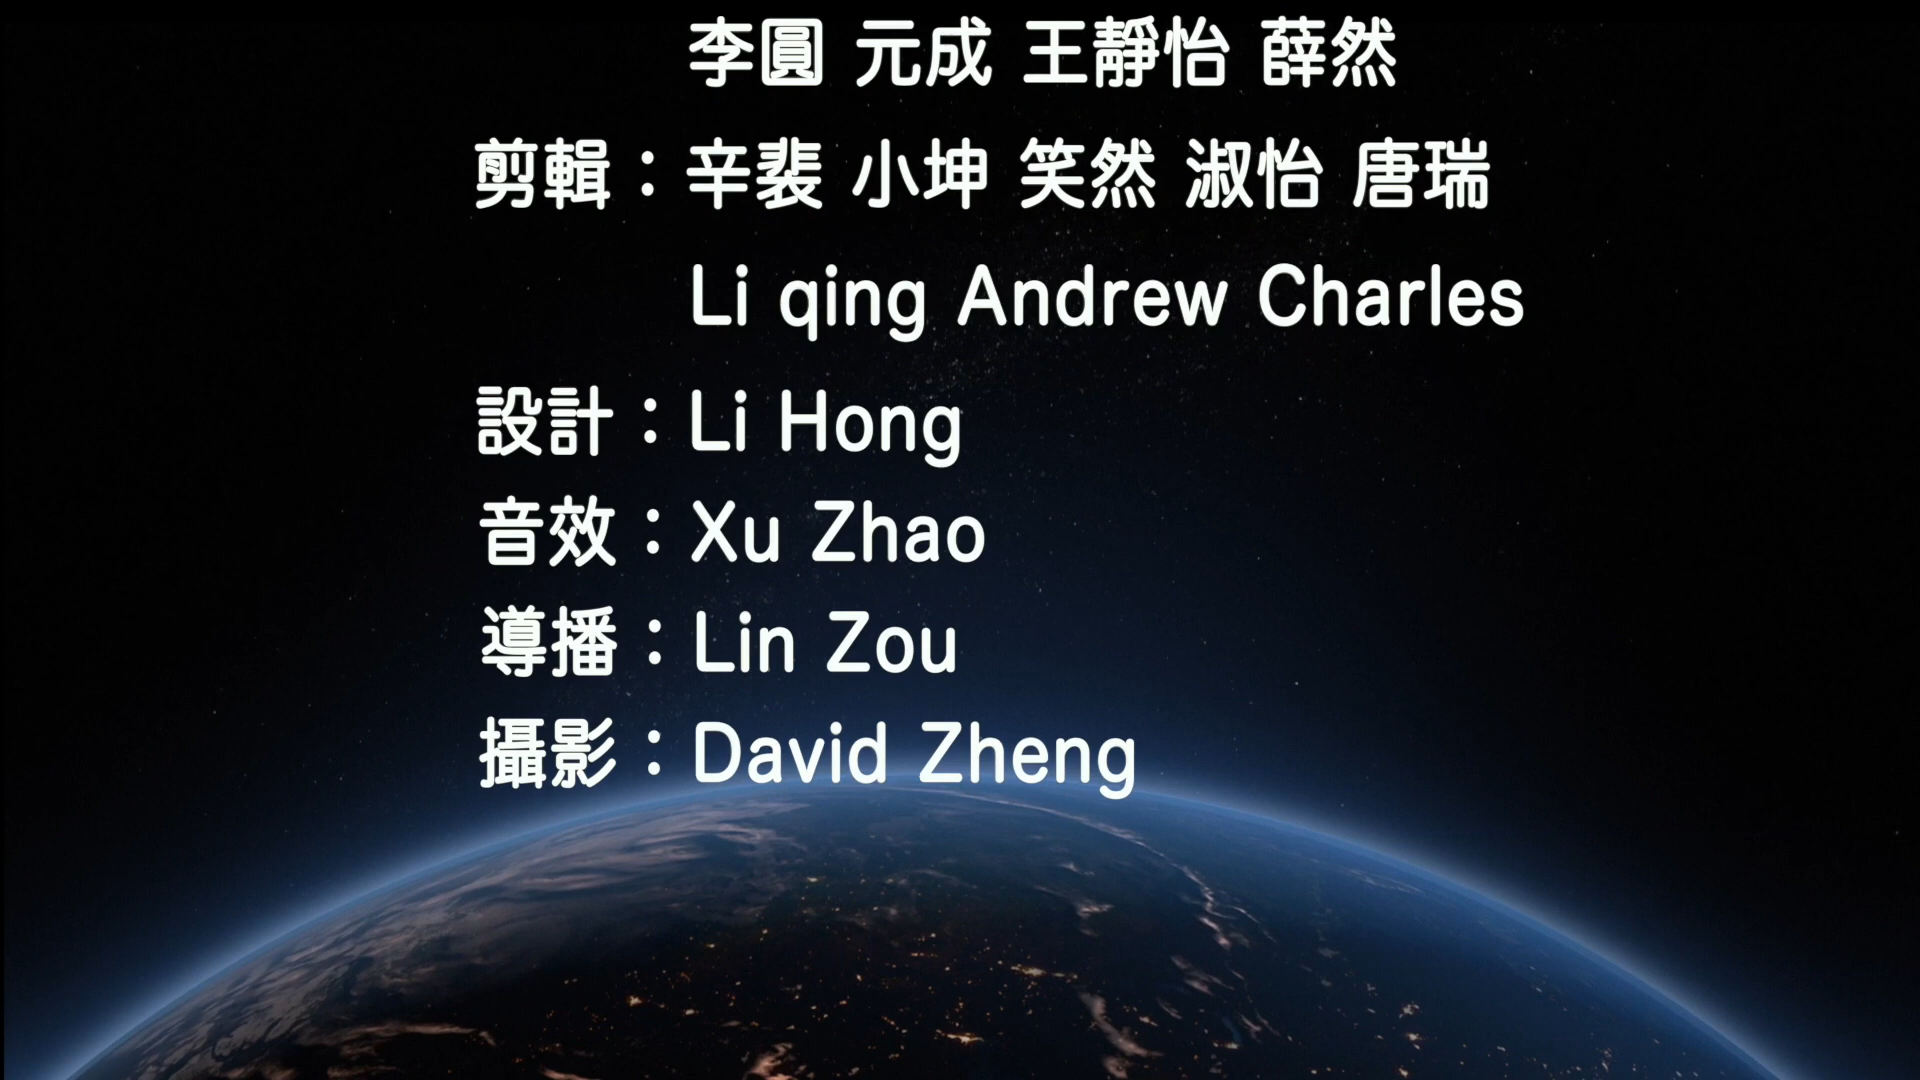 李圓 元成 王靜怡 薛然
剪輯：辛裴 小坤 笑然 淑怡 唐瑞
Li qing Andrew Charles
設計：Li Hong
音效：Xu Zhao
導播：Lin Zou
攝影：David Zheng